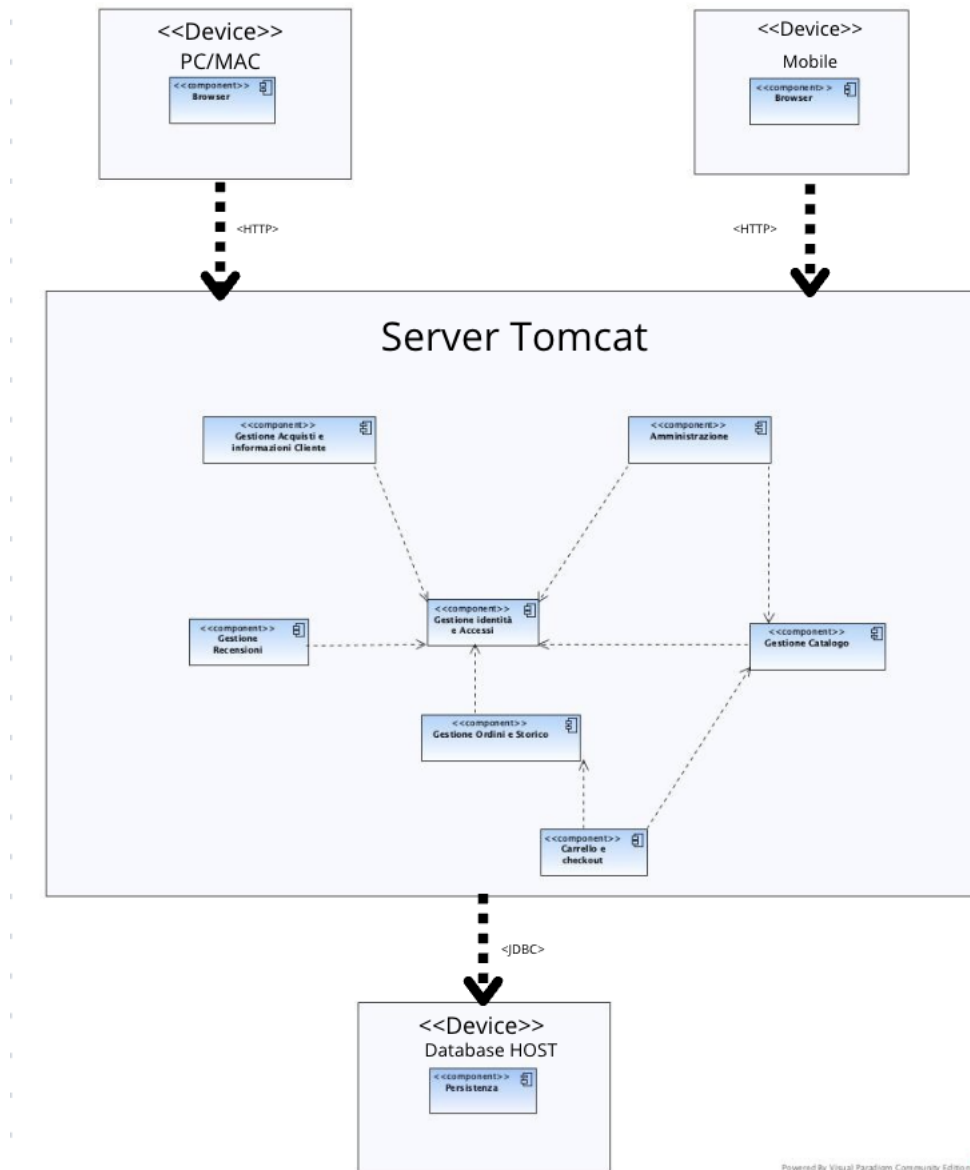 <<Device>>
PC/MAC
<<component>>
Browser
<<Device>>
Mobile
<<component>>
Browser
<HTTP>
<HTTP>
Server Tomcat
<<component>>
Gestione Acquisti e
informazioni Cliente
<<component>>
Amministrazione
<<component>>
Gestione identità
e Accessi
<<component>>
Gestione
Recensioni
<<component>>
Gestione Catalogo
<<component>>
Gestione Ordini e Storico
<<component>>
Carrello e
checkout
<JDBC>
<<Device>>
Database HOST
<<component>>
Persistenza
Powered By Visual Paradigm Community Edition